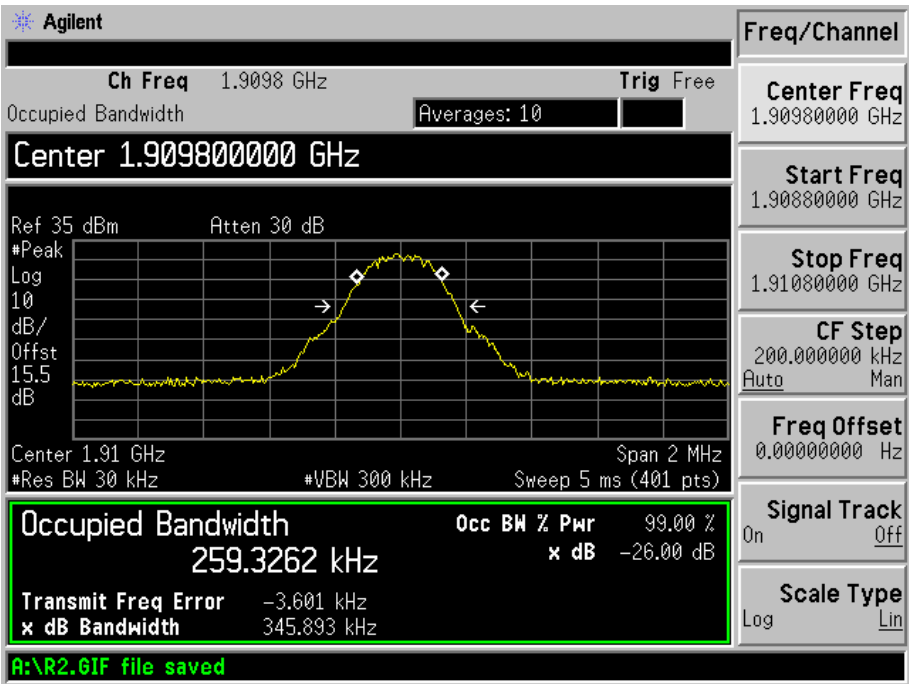 Agilent
Ch Freq 1.9098 GHz Trig Free
Occupied Bandwidth Averages: 10
Center 1.909800000 GHz
Ref 35 dBm Atten 30 dB
#Peak
Log
10
dB/
Offst
15.5
dB
Center 1.91 GHz Span 2 MHz
#Res BW 30 kHz #VBW 300 kHz Sweep 5 ms (401 pts)
Occupied Bandwidth Occ BW % Pwr 99.00 %
259.3262 kHz x dB -26.00 dB
Transmit Freq Error -3.601 kHz
x dB Bandwidth 345.893 kHz
A:\R2.GIF file saved
Freq/Channel
Center Freq
1.90980000 GHz
Start Freq
1.90880000 GHz
Stop Freq
1.91080000 GHz
CF Step
200.000000 kHz
Auto Man
Freq Offset
0.00000000 Hz
Signal Track
On Off
Scale Type
Log Lin